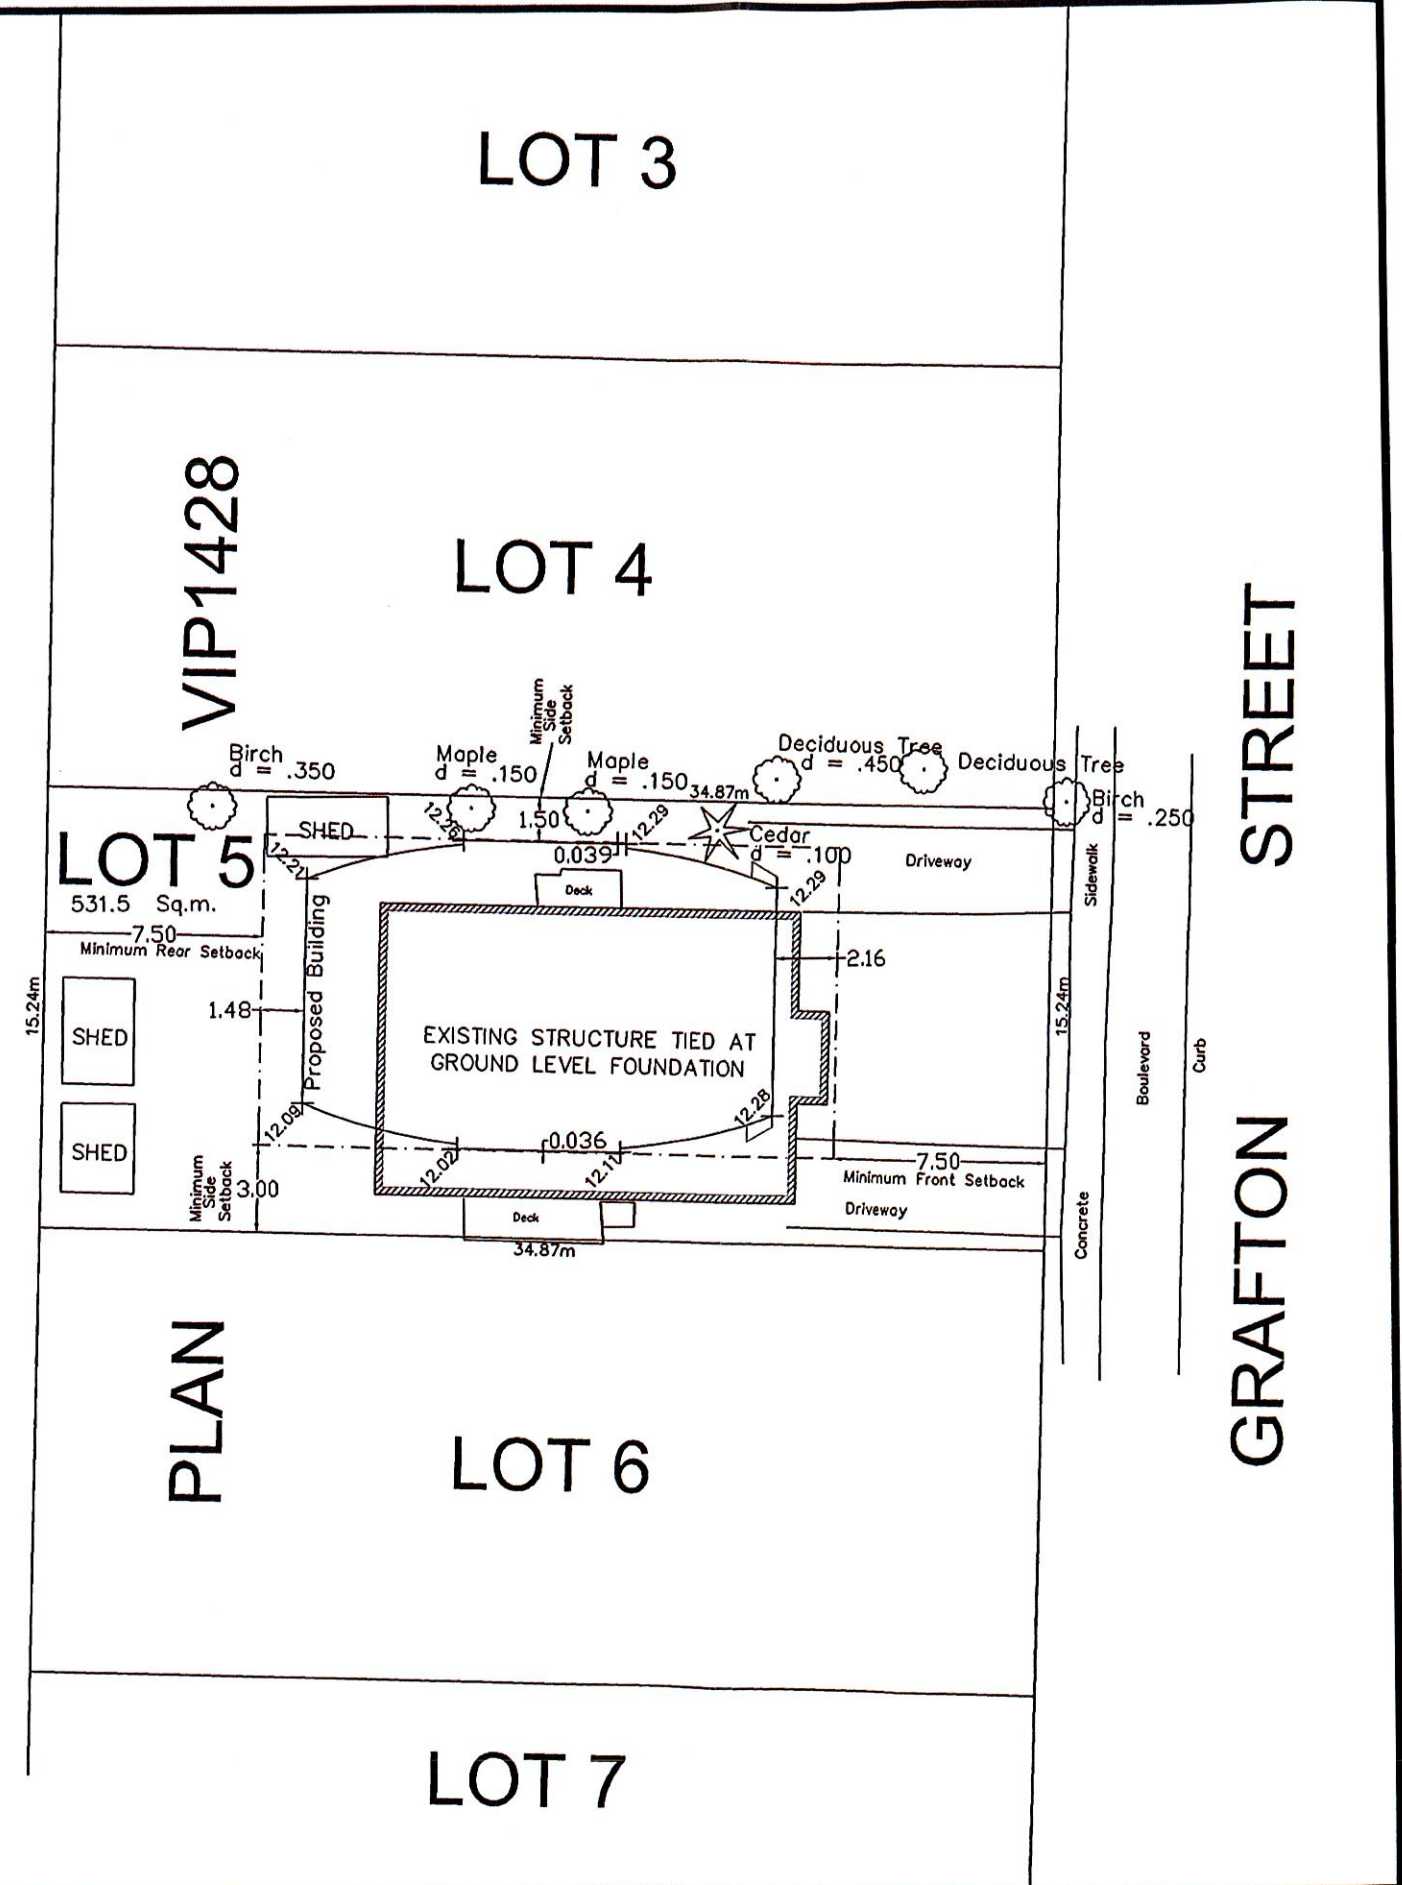 LOT 3
VIP1428
LOT 4
STREET
Minimum
Side
Setback
Birch
d = .350
Maple
d = .150
Maple
d = .150
34.87m
Deciduous Tree
d = .450
Deciduous Tree
Birch
d = .250
SHED
12.26
1.50
12.29
0.039
Cedar
d = .100
Driveway
Sidewalk
LOT 5
531.5 Sq.m.
12.21
Deck
12.29
7.50
Minimum Rear Setback
2.16
15.24m
1.48
Proposed Building
SHED
EXISTING STRUCTURE TIED AT
GROUND LEVEL FOUNDATION
15.24m
Boulevard
Curb
SHED
12.09
12.02
0.036
12.11
12.28
Minimum
Side
Setback
3.00
7.50
Minimum Front Setback
Deck
34.87m
Driveway
Concrete
GRAFTON
PLAN
LOT 6
LOT 7